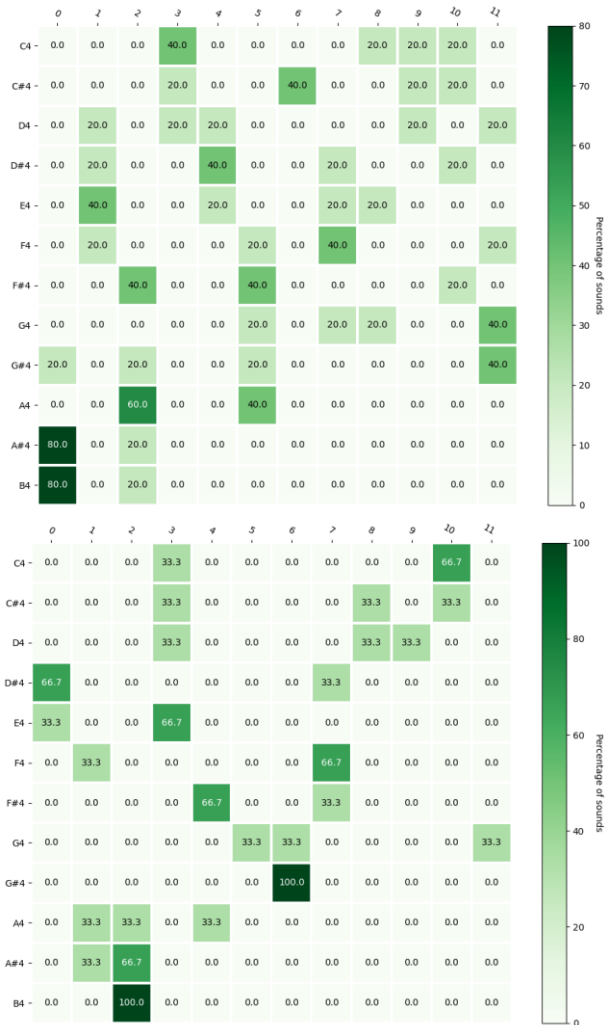 0 1 2 3 4 5 6 7 8 9 10 11
C4 0.0 0.0 0.0 40.0 0.0 0.0 0.0 0.0 20.0 20.0 20.0 0.0
C#4 0.0 0.0 0.0 20.0 0.0 0.0 40.0 0.0 0.0 20.0 20.0 0.0
D4 0.0 20.0 0.0 20.0 20.0 0.0 0.0 0.0 0.0 20.0 0.0 20.0
D#4 0.0 20.0 0.0 0.0 40.0 0.0 0.0 20.0 0.0 0.0 20.0 0.0
E4 0.0 40.0 0.0 0.0 20.0 0.0 0.0 20.0 20.0 0.0 0.0 0.0
F4 0.0 20.0 0.0 0.0 0.0 20.0 0.0 40.0 0.0 0.0 0.0 20.0
F#4 0.0 0.0 40.0 0.0 0.0 40.0 0.0 0.0 0.0 0.0 20.0 0.0
G4 0.0 0.0 0.0 0.0 0.0 20.0 0.0 20.0 20.0 0.0 0.0 40.0
G#4 20.0 0.0 20.0 0.0 0.0 20.0 0.0 0.0 0.0 0.0 0.0 40.0
A4 0.0 0.0 60.0 0.0 0.0 40.0 0.0 0.0 0.0 0.0 0.0 0.0
A#4 80.0 0.0 20.0 0.0 0.0 0.0 0.0 0.0 0.0 0.0 0.0 0.0
B4 80.0 0.0 20.0 0.0 0.0 0.0 0.0 0.0 0.0 0.0 0.0 0.0
80
70
60
50
40
30
20
10
0
Percentage of sounds
0 1 2 3 4 5 6 7 8 9 10 11
C4 0.0 0.0 0.0 33.3 0.0 0.0 0.0 0.0 0.0 0.0 66.7 0.0
C#4 0.0 0.0 0.0 33.3 0.0 0.0 0.0 0.0 33.3 0.0 33.3 0.0
D4 0.0 0.0 0.0 33.3 0.0 0.0 0.0 0.0 33.3 33.3 0.0 0.0
D#4 66.7 0.0 0.0 0.0 0.0 0.0 0.0 33.3 0.0 0.0 0.0 0.0
E4 33.3 0.0 0.0 66.7 0.0 0.0 0.0 0.0 0.0 0.0 0.0 0.0
F4 0.0 33.3 0.0 0.0 0.0 0.0 0.0 66.7 0.0 0.0 0.0 0.0
F#4 0.0 0.0 0.0 0.0 66.7 0.0 0.0 33.3 0.0 0.0 0.0 0.0
G4 0.0 0.0 0.0 0.0 0.0 33.3 33.3 0.0 0.0 0.0 0.0 33.3
G#4 0.0 0.0 0.0 0.0 0.0 0.0 100.0 0.0 0.0 0.0 0.0 0.0
A4 0.0 33.3 33.3 0.0 33.3 0.0 0.0 0.0 0.0 0.0 0.0 0.0
A#4 0.0 33.3 66.7 0.0 0.0 0.0 0.0 0.0 0.0 0.0 0.0 0.0
B4 0.0 0.0 100.0 0.0 0.0 0.0 0.0 0.0 0.0 0.0 0.0 0.0
100
80
60
40
20
0
Percentage of sounds